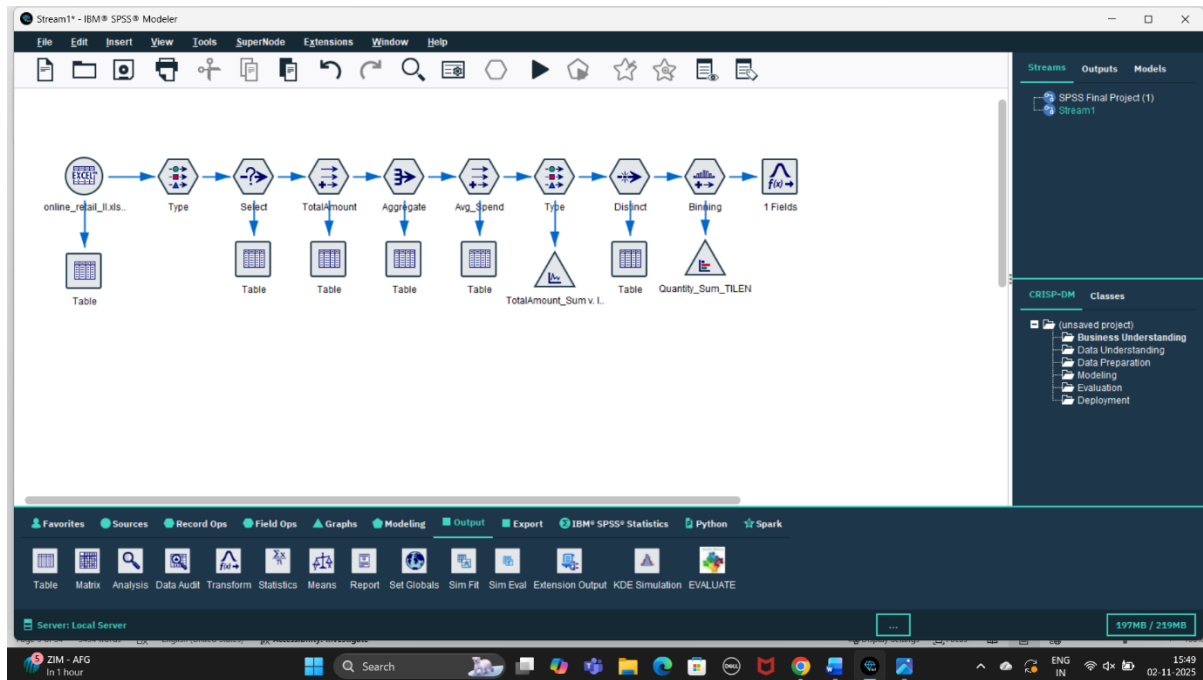 Stream1* - IBM® SPSS® Modeler
File Edit Insert View Tools SuperNode Extensions Window Help
Streams Outputs Models
SPSS Final Project (1)
Stream1
EXCEL
online_retail_II.xls.. Type Select TotalAmount Aggregate Avg_Spend Type Distinct Binning 1 Fields
f(x)
Table Table Table Table Table TotalAmount_Sum v. I.. Table Quantity_Sum_TILEN
CRISP-DM Classes
(unsaved project)
Business Understanding
Data Understanding
Data Preparation
Modeling
Evaluation
Deployment
Favorites Sources Record Ops Field Ops Graphs Modeling Output Export IBM® SPSS® Statistics Python Spark
Table Matrix Analysis Data Audit Transform Statistics Means Report Set Globals Sim Fit Sim Eval Extension Output KDE Simulation EVALUATE
Server: Local Server ... 197MB / 219MB
5 ZIM - AFG
In 1 hour
Search
DELL
ENG
IN
15:49
02-11-2025